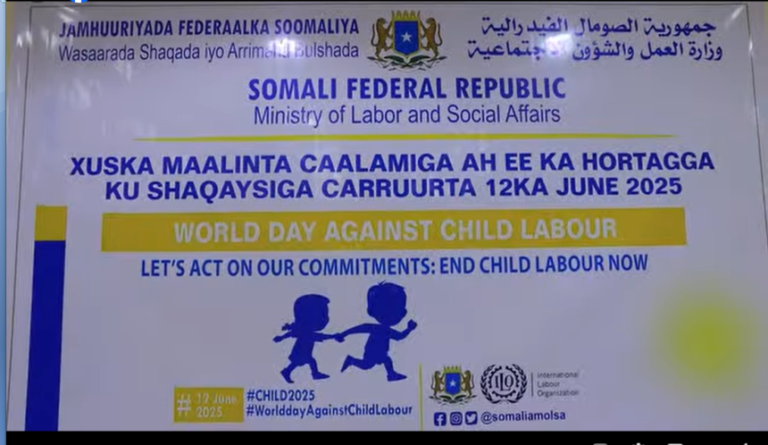 JAMHUURIYADA FEDERAALKA SOOMALIYA
Wasaarada Shaqada iyo Arrimaha Bulshada
جمهورية الصومال الفيدرالية
وزارة العمل والشؤون الإجتماعية
SOMALI FEDERAL REPUBLIC
Ministry of Labor and Social Affairs
XUSKA MAALINTA CAALAMIGA AH EE KA HORTAGGA
KU SHAQAYSIGA CARRUURTA 12KA JUNE 2025
WORLD DAY AGAINST CHILD LABOUR
LET'S ACT ON OUR COMMITMENTS: END CHILD LABOUR NOW
# 12 June
2025
#CHILD2025
#WorlddayAgainstChildLabour
ILO
International
Labour
Organization
@somaliamolsa